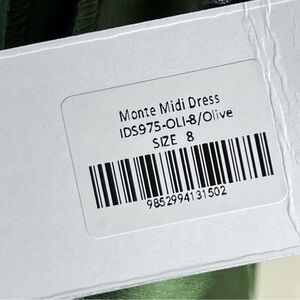 Monte Midi Dress
IDS975-OLI-8/Olive
SIZE 8
9852994131502